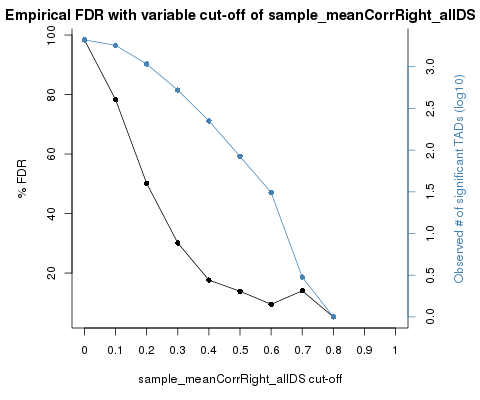 Empirical FDR with variable cut-off of sample_meanCorrRight_allDS
% FDR
100
80
60
40
20
3.0
2.5
2.0
1.5
1.0
0.5
0.0
Observed # of significant TADs (log10)
0 0.1 0.2 0.3 0.4 0.5 0.6 0.7 0.8 0.9 1
sample_meanCorrRight_allDS cut-off